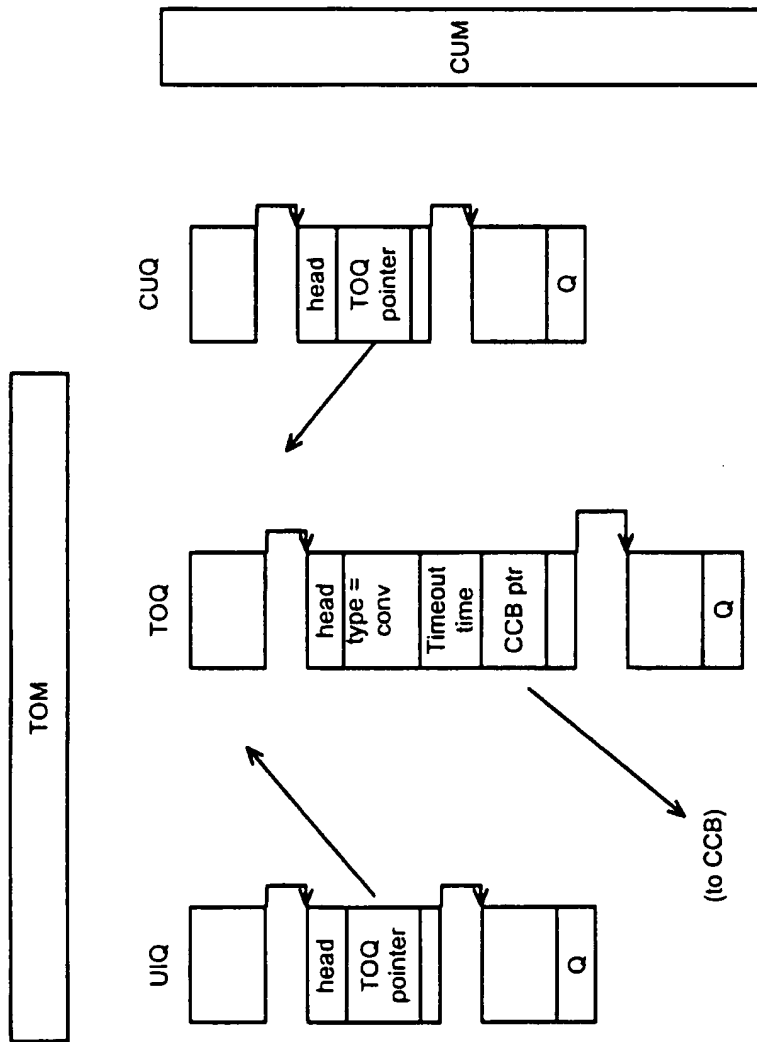 TOM
UIQ
head
TOQ
pointer
Q
TOQ
head
type =
conv
Timeout
time
CCB ptr
Q
(to CCB)
CUQ
head
TOQ
pointer
Q
CUM